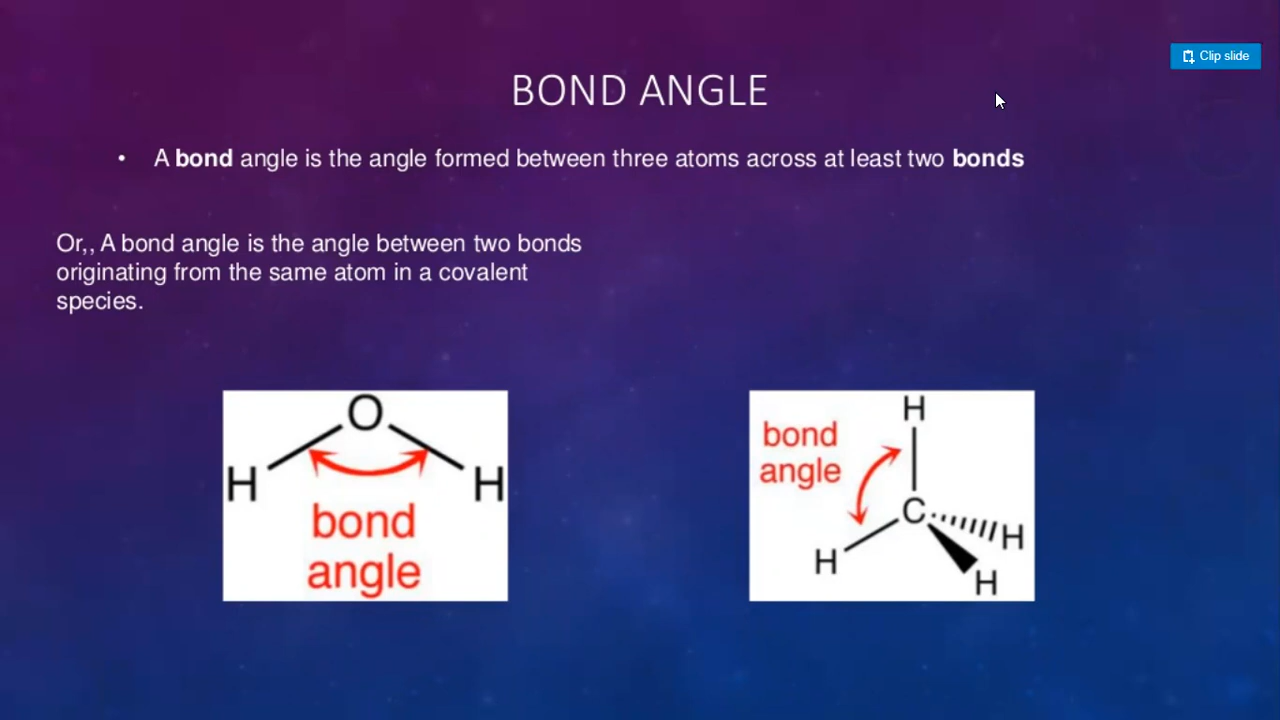 Clip slide
BOND ANGLE
• A bond angle is the angle formed between three atoms across at least two bonds
Or,, A bond angle is the angle between two bonds
originating from the same atom in a covalent
species.
O
H H
bond
angle
H
bond
angle
C
H
H
H